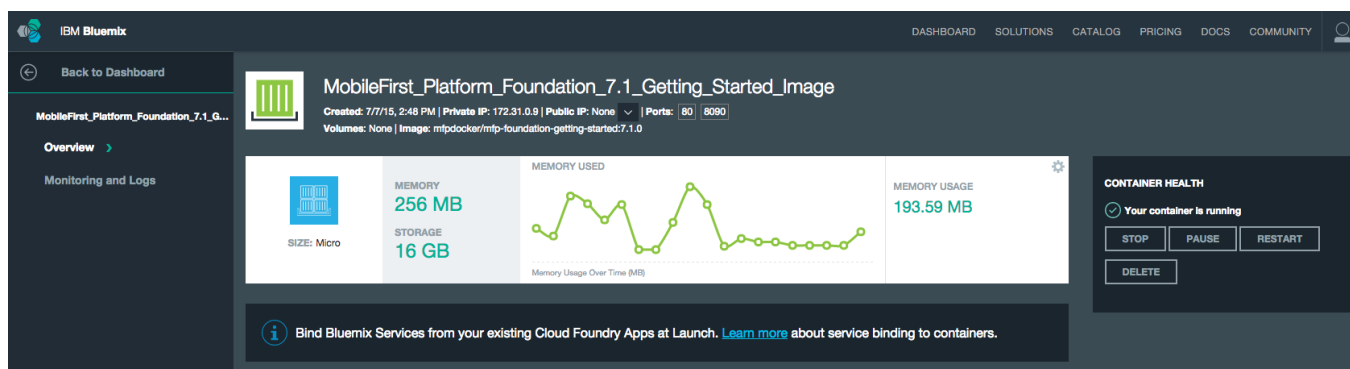 IBM Bluemix
DASHBOARD SOLUTIONS CATALOG PRICING DOCS COMMUNITY
Back to Dashboard
MobileFirst_Platform_Foundation_7.1_G...
Overview
Monitoring and Logs
MobileFirst_Platform_Foundation_7.1_Getting_Started_Image
Created: 7/7/15, 2:48 PM | Private IP: 172.31.0.9 | Public IP: None | Ports: 80 8090
Volumes: None | Image: mfpdocker/mfp-foundation-getting-started:7.1.0
SIZE: Micro
MEMORY
256 MB
STORAGE
16 GB
MEMORY USED
Memory Usage Over Time (MB)
MEMORY USAGE
193.59 MB
CONTAINER HEALTH
Your container is running
STOP PAUSE RESTART
DELETE
Bind Bluemix Services from your existing Cloud Foundry Apps at Launch. Learn more about service binding to containers.